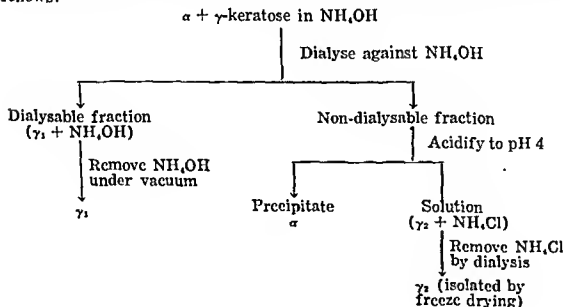 α + γ-keratose in NH₄OH
Dialyse against NH₄OH
Dialysable fraction
(γ₁ + NH₄OH)
Non-dialysable fraction
Acidify to pH 4
Remove NH₄OH
under vacuum
γ₁
Precipitate
α
Solution
(γ₂ + NH₄Cl)
Remove NH₄Cl
by dialysis
γ₂ (isolated by
freeze drying)